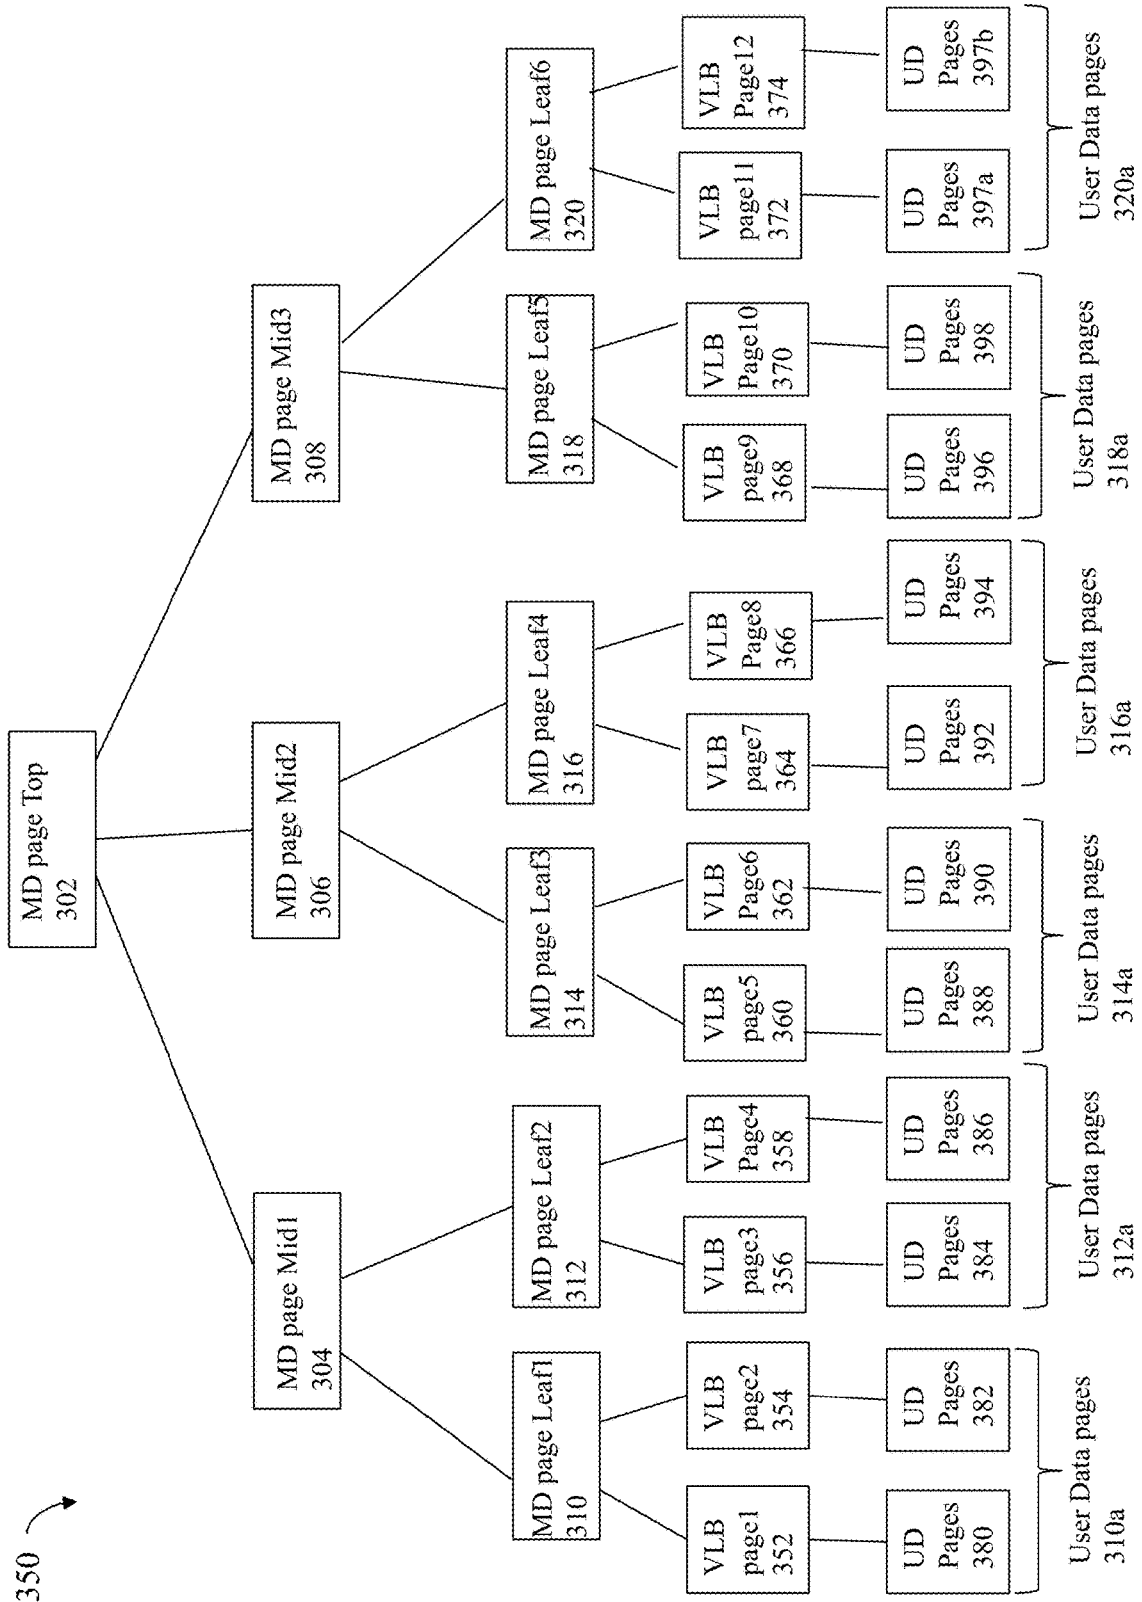 350
MD page Top
302
MD page Mid1
304
MD page Mid2
306
MD page Mid3
308
MD page Leaf1
310
MD page Leaf2
312
MD page Leaf3
314
MD page Leaf4
316
MD page Leaf5
318
MD page Leaf6
320
VLB
page1
352
VLB
page2
354
VLB
page3
356
VLB
Page4
358
VLB
page5
360
VLB
Page6
362
VLB
page7
364
VLB
Page8
366
VLB
page9
368
VLB
Page10
370
VLB
page11
372
VLB
Page12
374
UD
Pages
380
UD
Pages
382
UD
Pages
384
UD
Pages
386
UD
Pages
388
UD
Pages
390
UD
Pages
392
UD
Pages
394
UD
Pages
396
UD
Pages
398
UD
Pages
397a
UD
Pages
397b
User Data pages
310a
User Data pages
312a
User Data pages
314a
User Data pages
316a
User Data pages
318a
User Data pages
320a